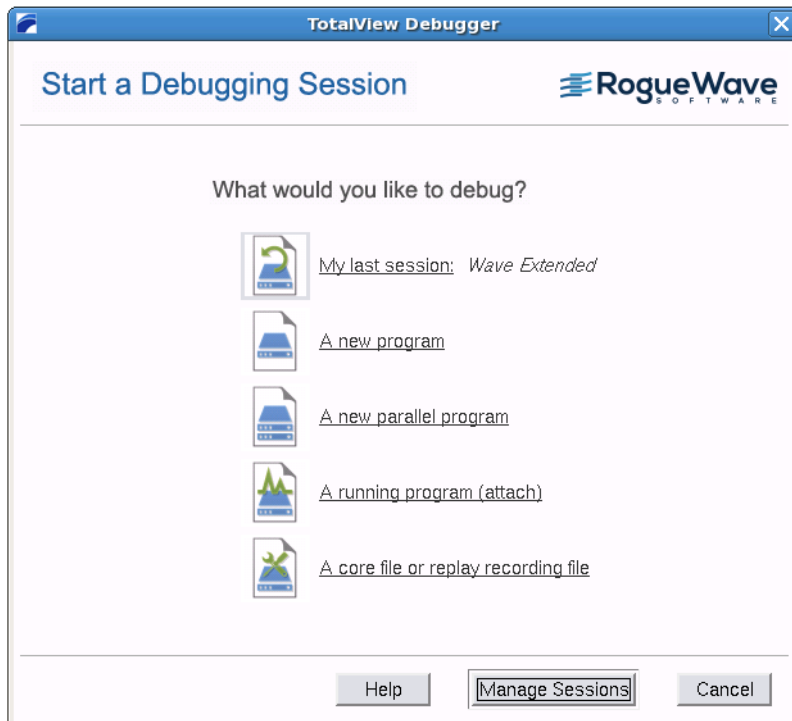 TotalView Debugger
Start a Debugging Session
RogueWave
SOFTWARE
What would you like to debug?
My last session: Wave Extended
A new program
A new parallel program
A running program (attach)
A core file or replay recording file
Help Manage Sessions Cancel